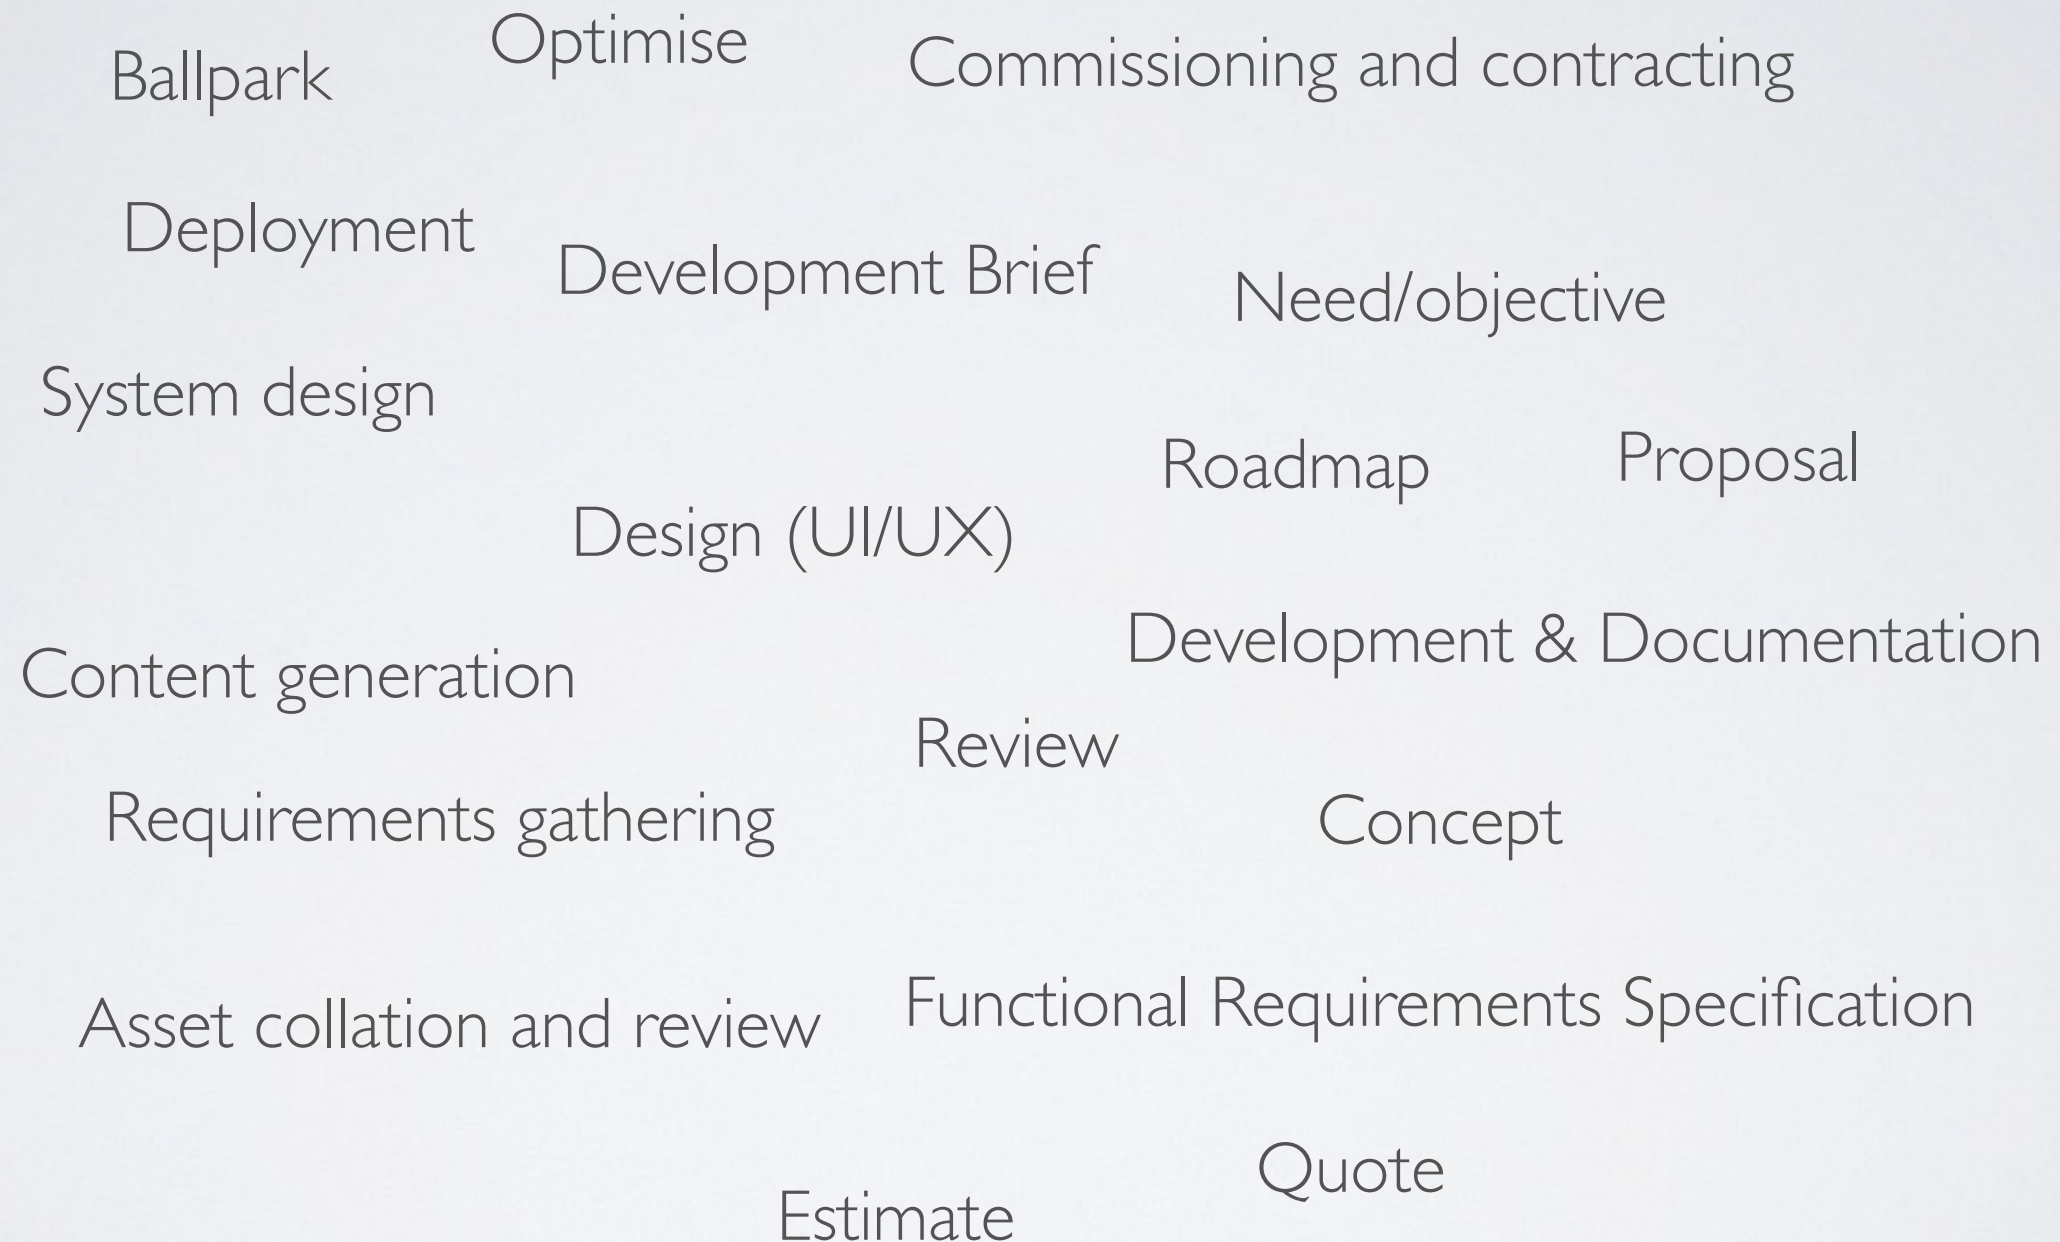 Optimise
Ballpark
Commissioning and contracting
Deployment
Development Brief
Need/objective
System design
Roadmap
Proposal
Design (UI/UX)
Development & Documentation
Content generation
Review
Requirements gathering
Concept
Asset collation and review
Functional Requirements Specification
Quote
Estimate